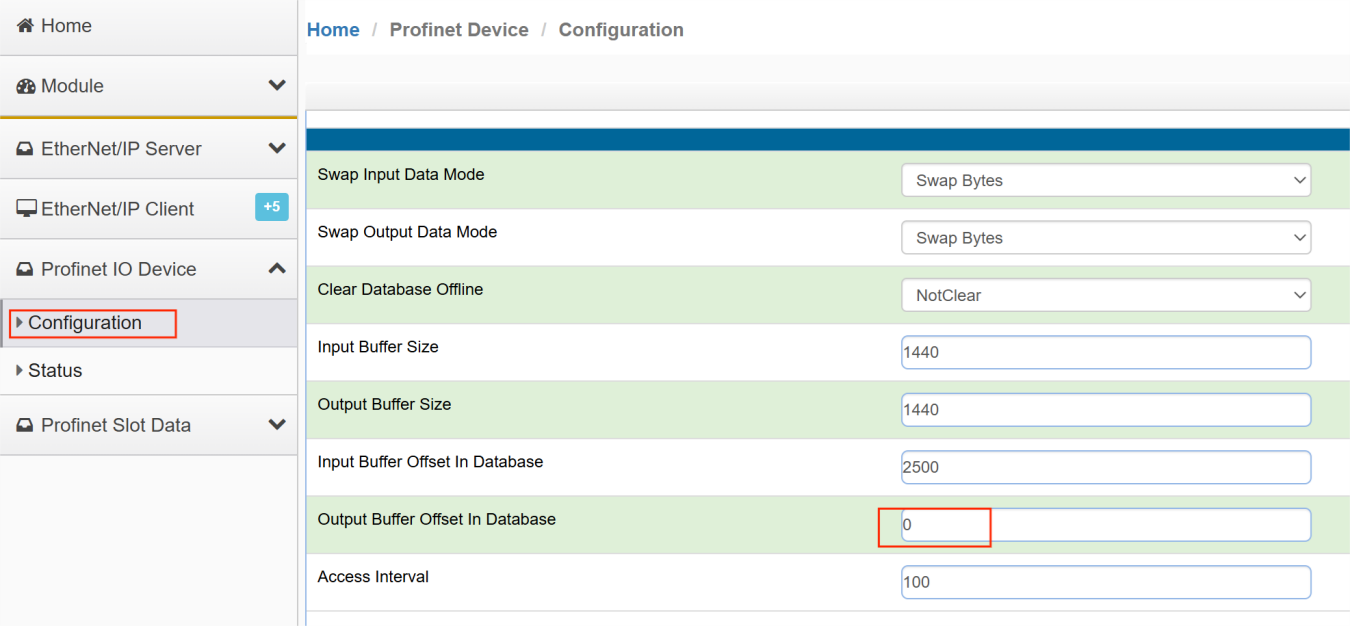 Home
Module
EtherNet/IP Server
EtherNet/IP Client +5
Profinet IO Device
Configuration
Status
Profinet Slot Data
Home / Profinet Device / Configuration
Swap Input Data Mode Swap Bytes
Swap Output Data Mode Swap Bytes
Clear Database Offline NotClear
Input Buffer Size 1440
Output Buffer Size 1440
Input Buffer Offset In Database 2500
Output Buffer Offset In Database 0
Access Interval 100